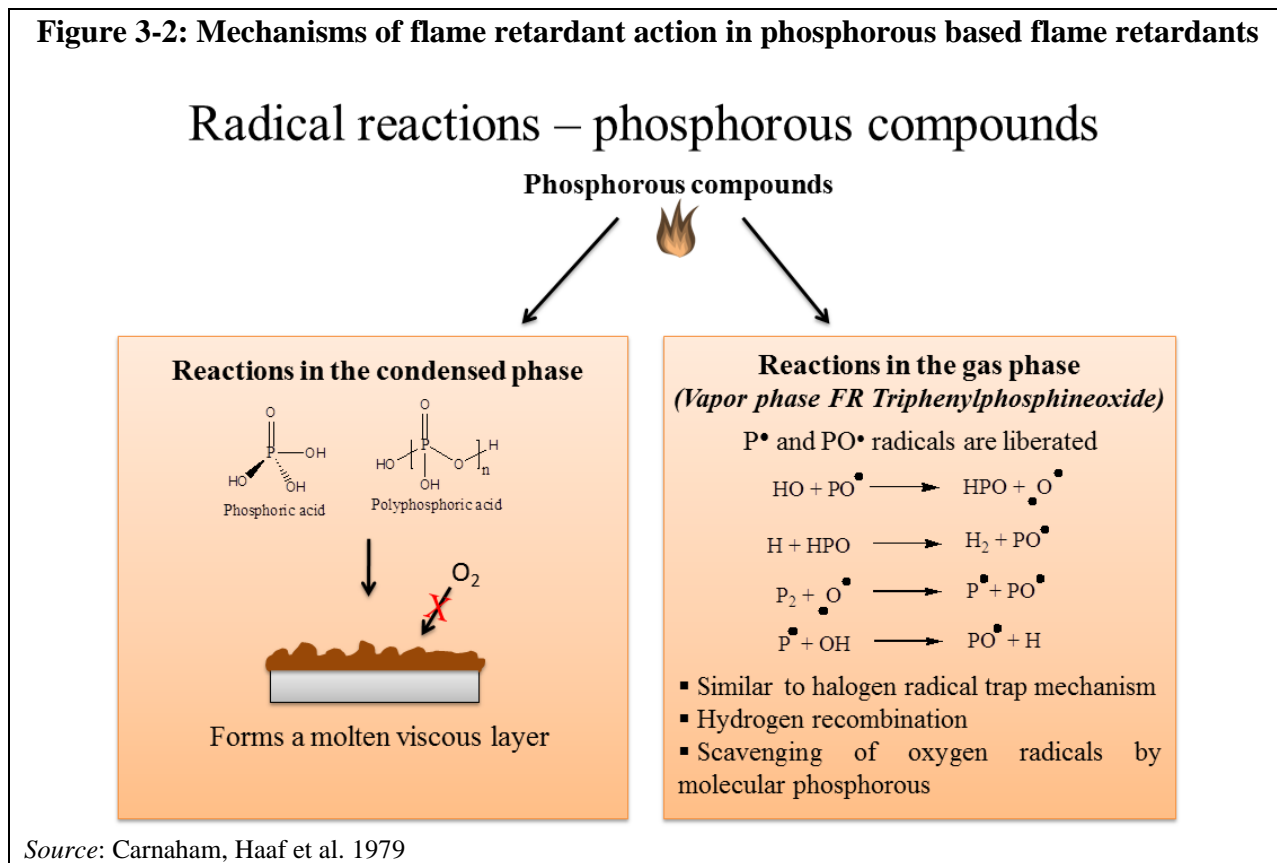 Figure 3-2: Mechanisms of flame retardant action in phosphorous based flame retardants
Radical reactions – phosphorous compounds
Phosphorous compounds
Reactions in the condensed phase
O
P
OH
HO
OH
Phosphoric acid
O
HO [ P O ] n H
OH
Polyphosphoric acid
O2
X
Forms a molten viscous layer
Reactions in the gas phase
(Vapor phase FR Triphenylphosphineoxide)
P• and PO• radicals are liberated
HO + PO• → HPO + •O•
H + HPO → H2 + PO•
P2 + •O• → P• + PO•
P• + OH → PO• + H
▪ Similar to halogen radical trap mechanism
▪ Hydrogen recombination
▪ Scavenging of oxygen radicals by
molecular phosphorous
Source: Carnaham, Haaf et al. 1979